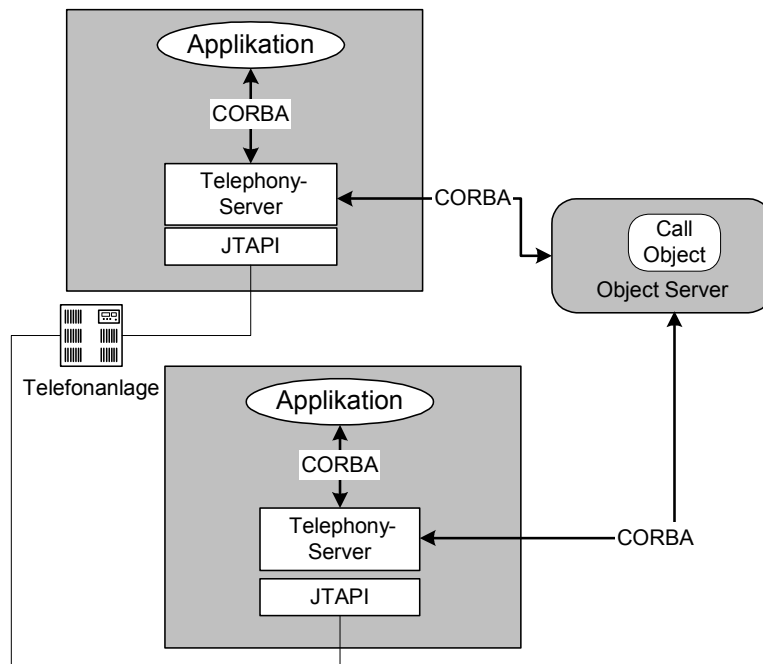 Applikation
CORBA
Telephony-
Server
JTAPI
CORBA
Call
Object
Object Server
Telefonanlage
Applikation
CORBA
Telephony-
Server
JTAPI
CORBA